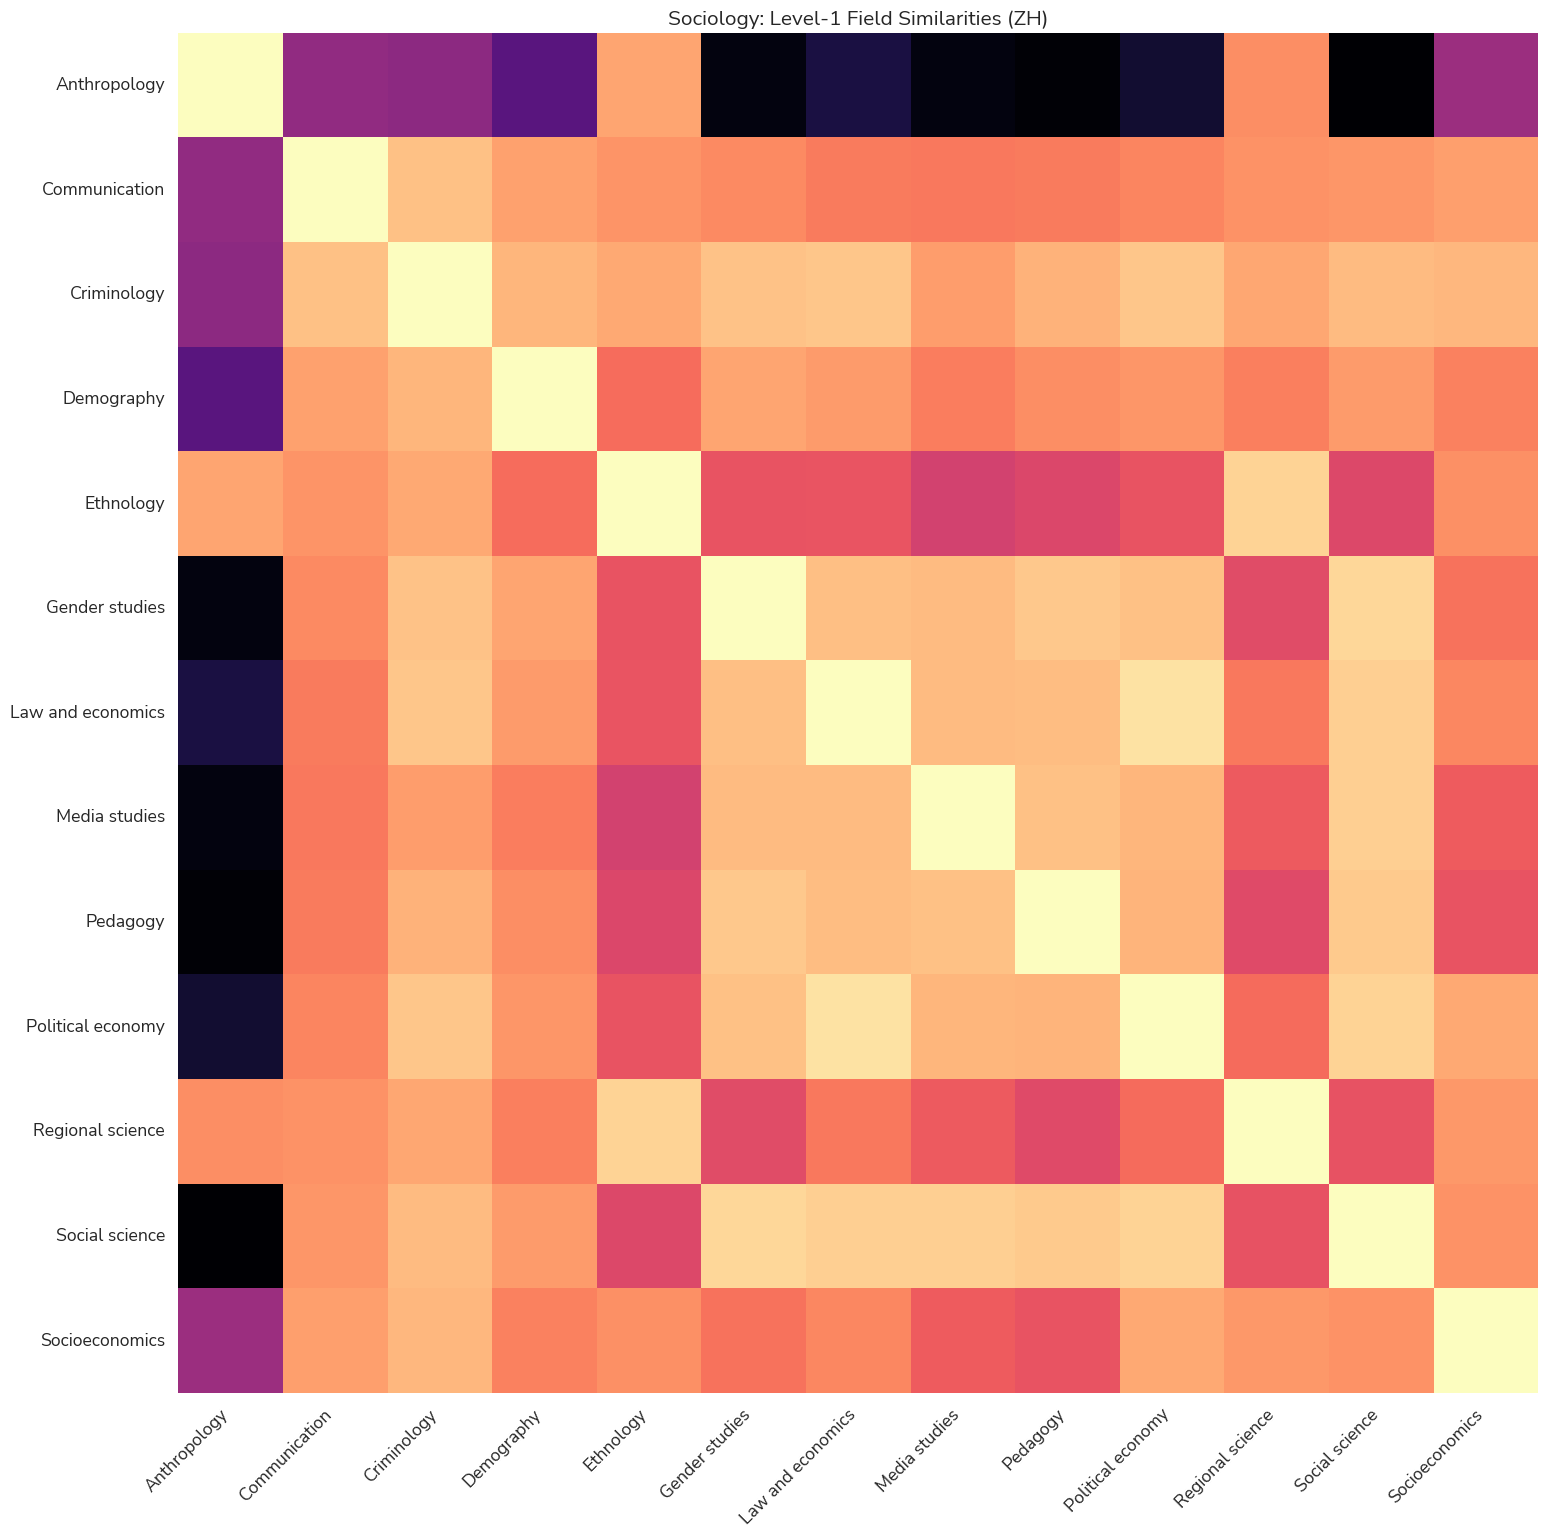 Sociology: Level-1 Field Similarities (ZH)
Anthropology
Communication
Criminology
Demography
Ethnology
Gender studies
Law and economics
Media studies
Pedagogy
Political economy
Regional science
Social science
Socioeconomics
Anthropology
Communication
Criminology
Demography
Ethnology
Gender studies
Law and economics
Media studies
Pedagogy
Political economy
Regional science
Social science
Socioeconomics